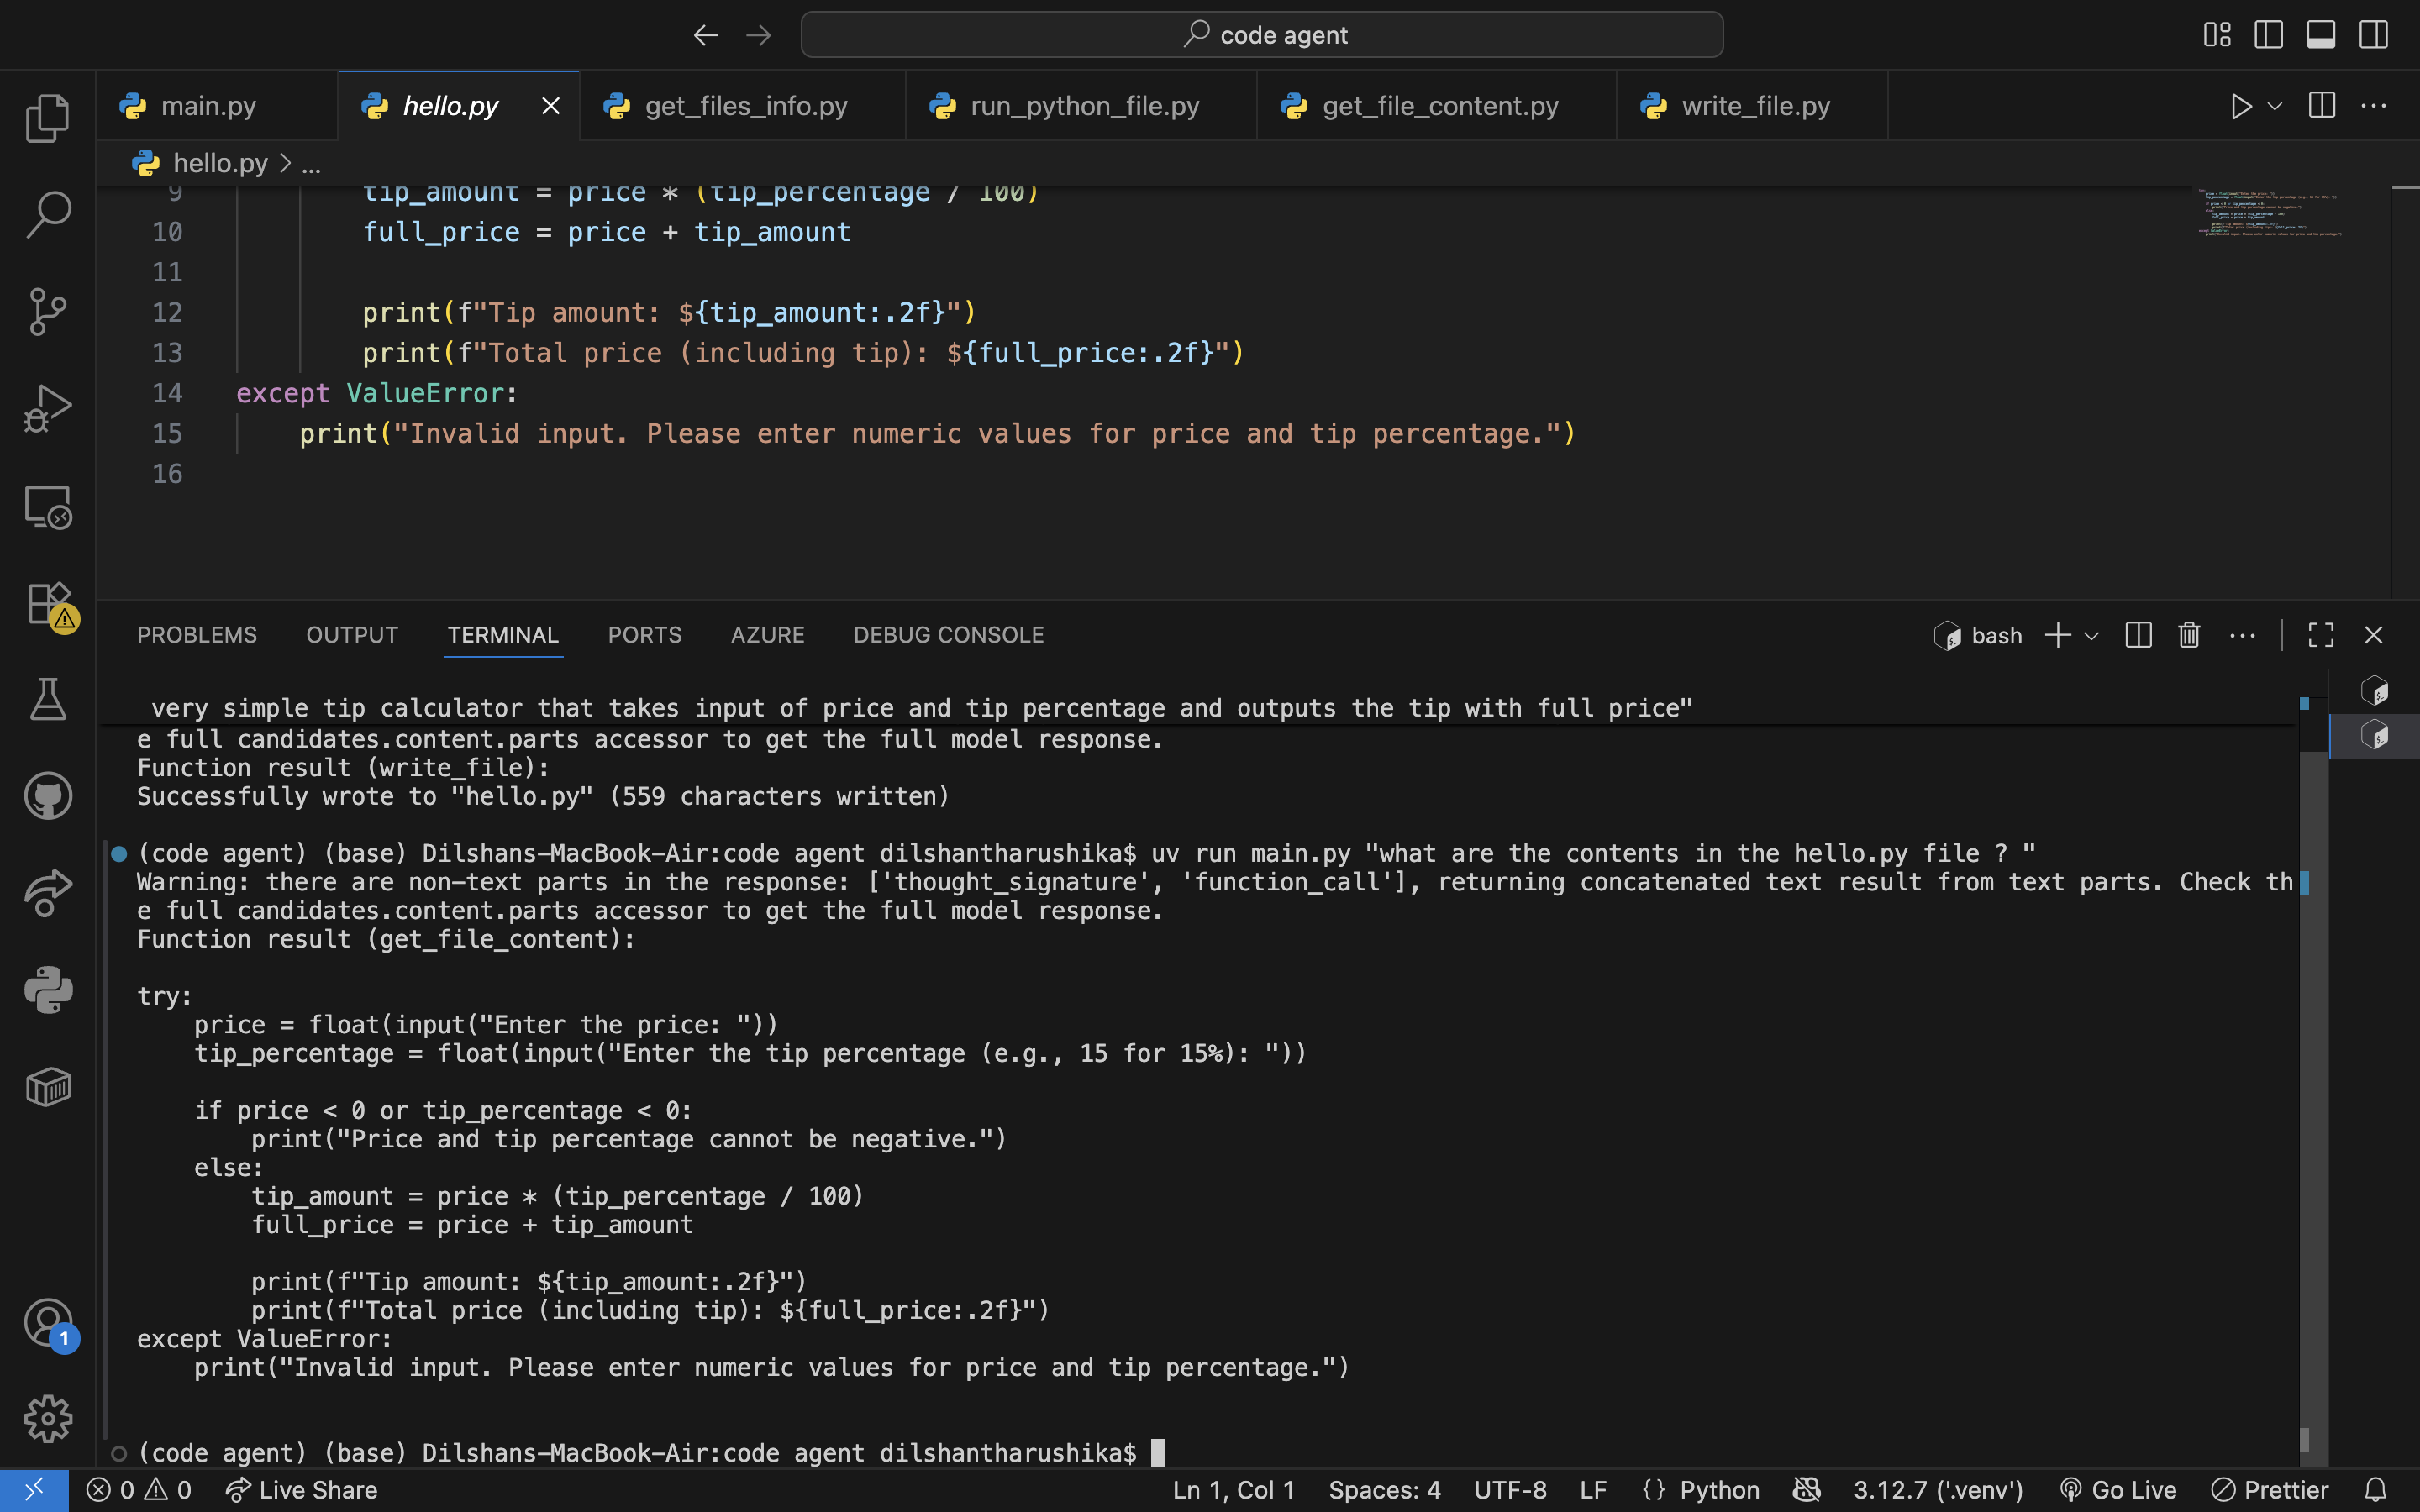 code agent
main.py
hello.py
get_files_info.py
run_python_file.py
get_file_content.py
write_file.py
hello.py > ...
9 tip_amount = price * (tip_percentage / 100)
10 full_price = price + tip_amount
11
12 print(f"Tip amount: ${tip_amount:.2f}")
13 print(f"Total price (including tip): ${full_price:.2f}")
14 except ValueError:
15 print("Invalid input. Please enter numeric values for price and tip percentage.")
16
PROBLEMS OUTPUT TERMINAL PORTS AZURE DEBUG CONSOLE
bash
very simple tip calculator that takes input of price and tip percentage and outputs the tip with full price"
e full candidates.content.parts accessor to get the full model response.
Function result (write_file):
Successfully wrote to "hello.py" (559 characters written)
(code agent) (base) Dilshans-MacBook-Air:code agent dilshantharushika$ uv run main.py "what are the contents in the hello.py file ? "
Warning: there are non-text parts in the response: ['thought_signature', 'function_call'], returning concatenated text result from text parts. Check th
e full candidates.content.parts accessor to get the full model response.
Function result (get_file_content):
try:
price = float(input("Enter the price: "))
tip_percentage = float(input("Enter the tip percentage (e.g., 15 for 15%): "))
if price < 0 or tip_percentage < 0:
print("Price and tip percentage cannot be negative.")
else:
tip_amount = price * (tip_percentage / 100)
full_price = price + tip_amount
print(f"Tip amount: ${tip_amount:.2f}")
print(f"Total price (including tip): ${full_price:.2f}")
except ValueError:
print("Invalid input. Please enter numeric values for price and tip percentage.")
(code agent) (base) Dilshans-MacBook-Air:code agent dilshantharushika$
1
0 0 Live Share
Ln 1, Col 1 Spaces: 4 UTF-8 LF {} Python 3.12.7 ('.venv') Go Live Prettier